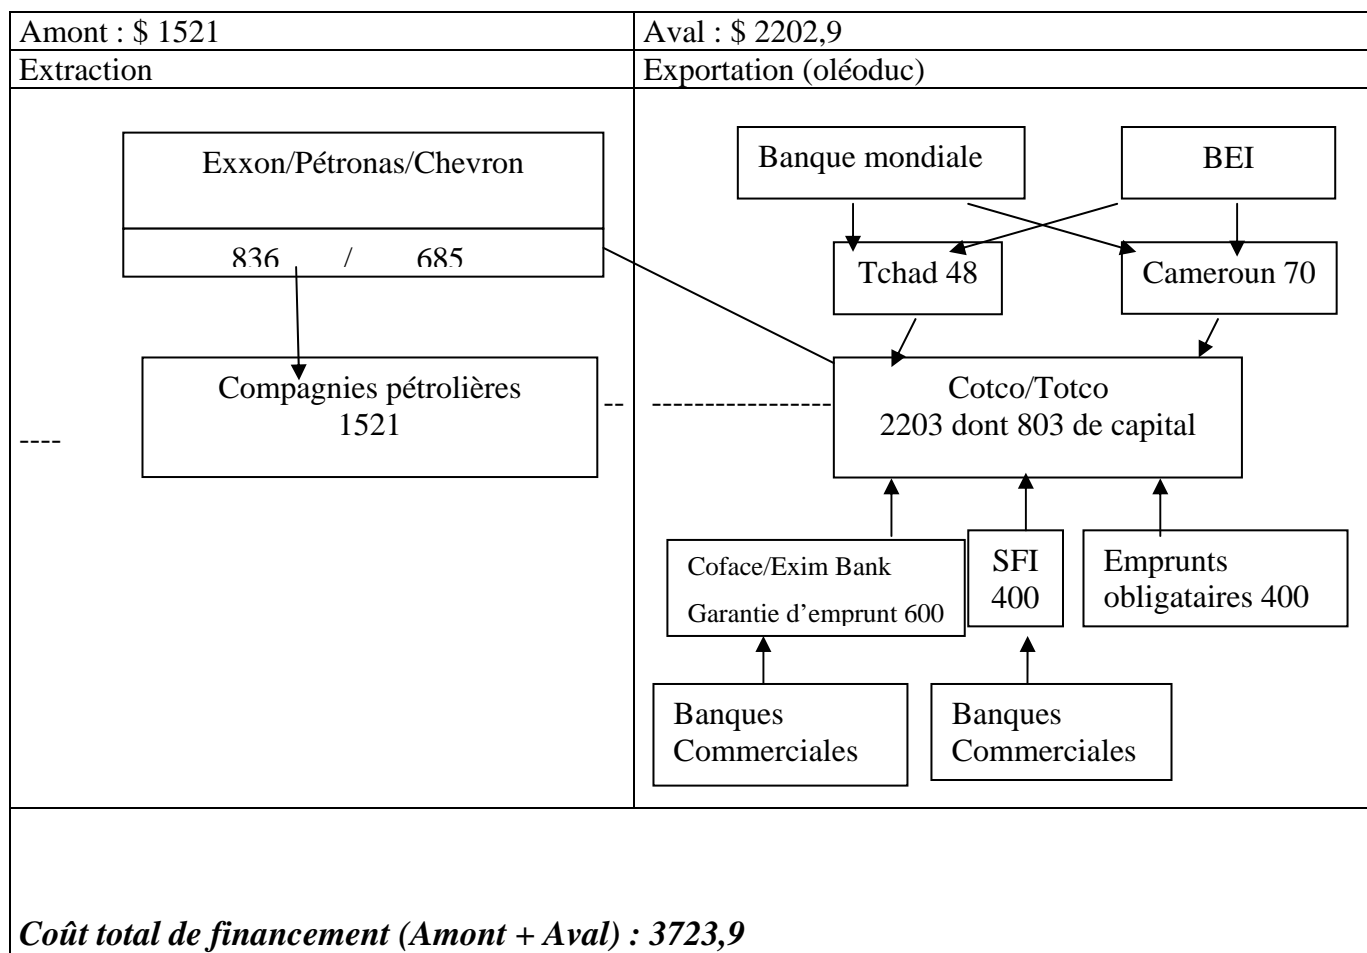 Amont : $ 1521
Aval : $ 2202,9
Extraction
Exportation (oléoduc)
Exxon/Pétronas/Chevron
836 / 685
Banque mondiale
BEI
Tchad 48
Cameroun 70
Compagnies pétrolières
1521
Cotco/Totco
2203 dont 803 de capital
Coface/Exim Bank
Garantie d’emprunt 600
SFI
400
Emprunts
obligataires 400
Banques
Commerciales
Banques
Commerciales
Coût total de financement (Amont + Aval) : 3723,9